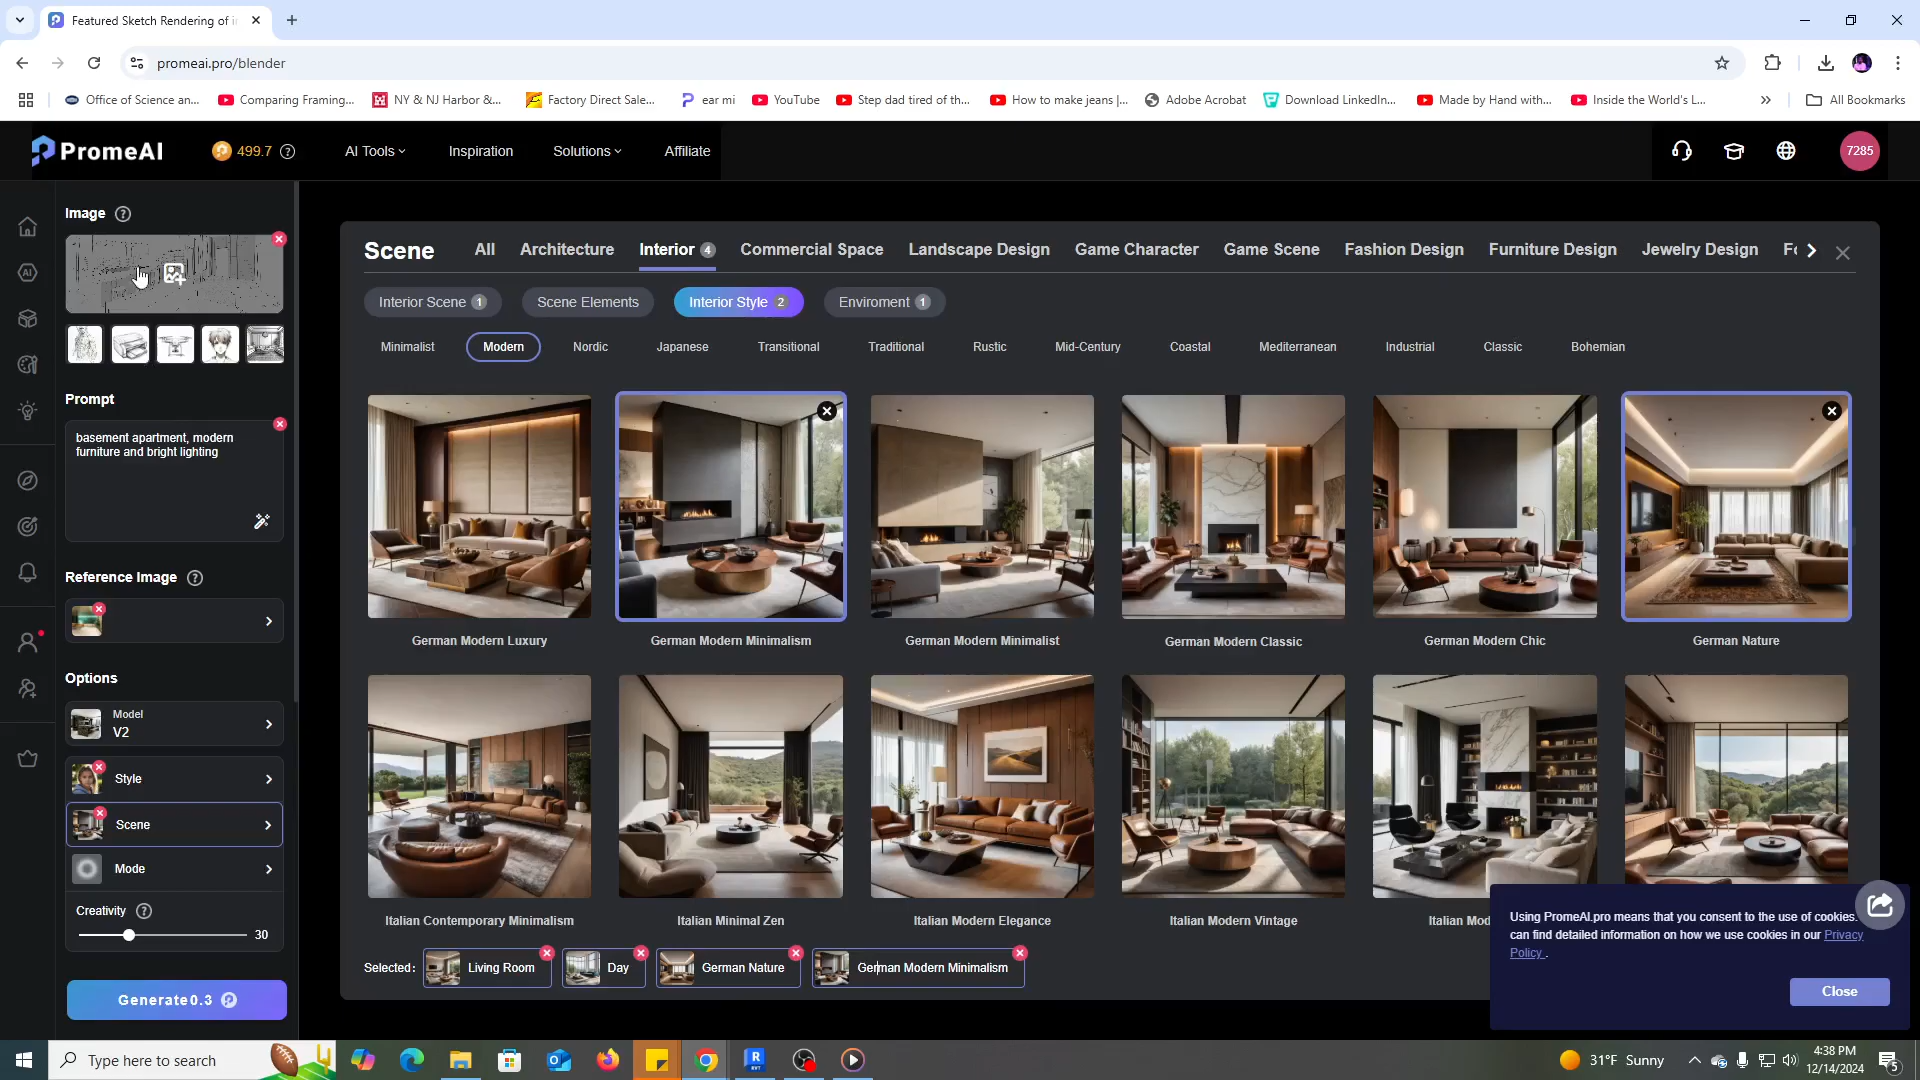 Featured Sketch Rendering of i
promeai.pro/blender
Office of Science an...
Comparing Framing...
NY & NJ Harbor &...
Factory Direct Sale...
ear mi
YouTube
Step dad tired of th...
How to make jeans |...
Adobe Acrobat
Download LinkedIn...
Made by Hand with...
Inside the World's L...
All Bookmarks
PromeAI
499.7
AI Tools
Inspiration
Solutions
Affiliate
7285
Image
Prompt
basement apartment, modern
furniture and bright lighting
Reference Image
Options
Model
V2
Style
Scene
Mode
Creativity
30
Generate0.3
Scene
All
Architecture
Interior 4
Commercial Space
Landscape Design
Game Character
Game Scene
Fashion Design
Furniture Design
Jewelry Design
Interior Scene 1
Scene Elements
Interior Style 2
Enviroment 1
Minimalist
Modern
Nordic
Japanese
Transitional
Traditional
Rustic
Mid-Century
Coastal
Mediterranean
Industrial
Classic
Bohemian
German Modern Luxury
German Modern Minimalism
German Modern Minimalist
German Modern Classic
German Modern Chic
German Nature
Italian Contemporary Minimalism
Italian Minimal Zen
Italian Modern Elegance
Italian Modern Vintage
Italian Mod
Selected:
Living Room
Day
German Nature
German Modern Minimalism
Using PromeAI.pro means that you consent to the use of cookies.
can find detailed information on how we use cookies in our Privacy
Policy .
Close
Type here to search
31°F Sunny
4:38 PM
12/14/2024
5